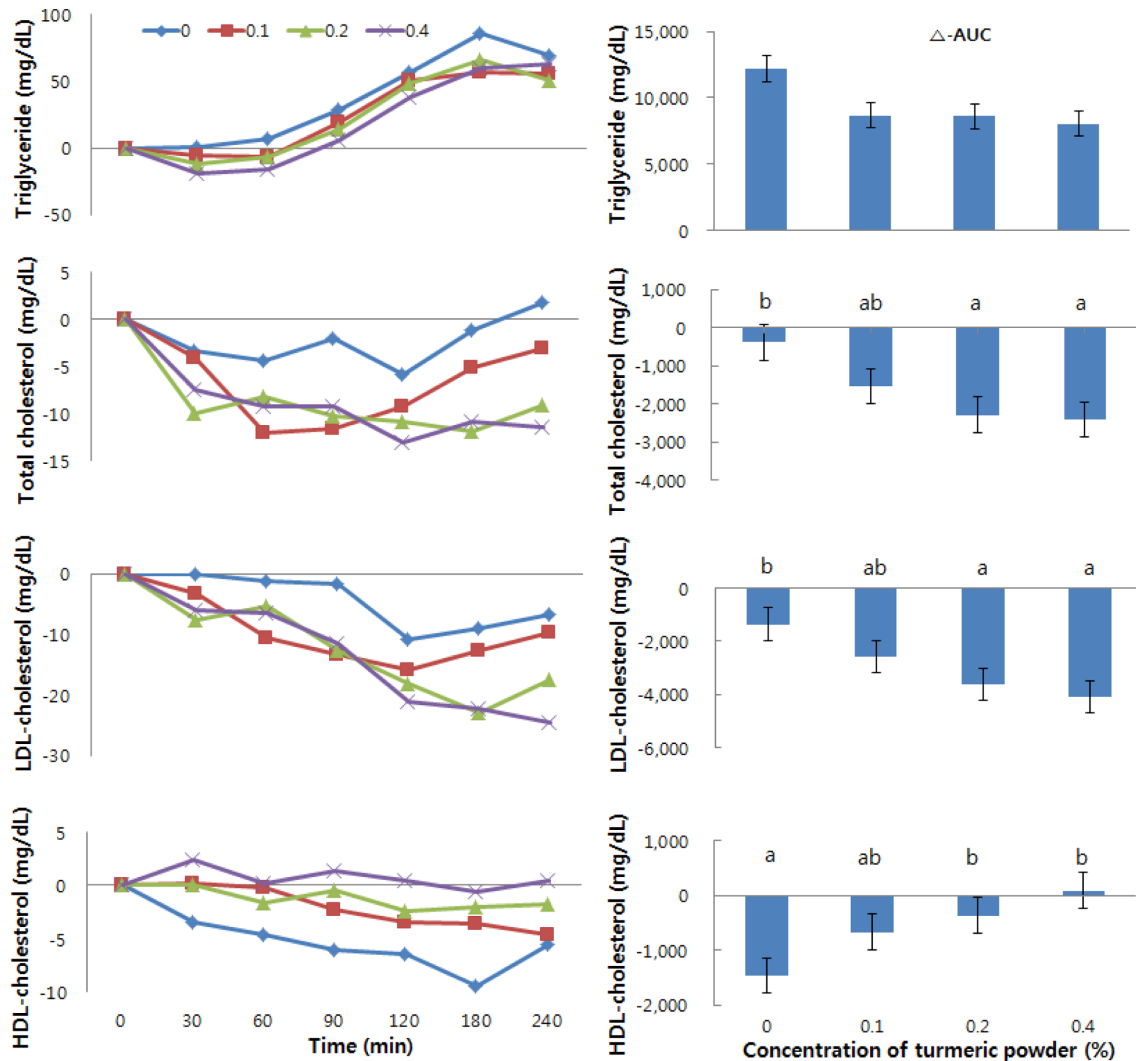 Triglyceride (mg/dL)
100
50
0
-50
0 0.1 0.2 0.4
Triglyceride (mg/dL)
15,000
10,000
5,000
0
△-AUC
Total cholesterol (mg/dL)
5
0
-5
-10
-15
Total cholesterol (mg/dL)
1,000
0
-1,000
-2,000
-3,000
-4,000
b ab a a
LDL-cholesterol (mg/dL)
0
-10
-20
-30
LDL-cholesterol (mg/dL)
0
-2,000
-4,000
-6,000
b ab a a
HDL-cholesterol (mg/dL)
5
0
-5
-10
0 30 60 90 120 180 240
Time (min)
HDL-cholesterol (mg/dL)
1,000
0
-1,000
-2,000
a ab b b
0 0.1 0.2 0.4
Concentration of turmeric powder (%)